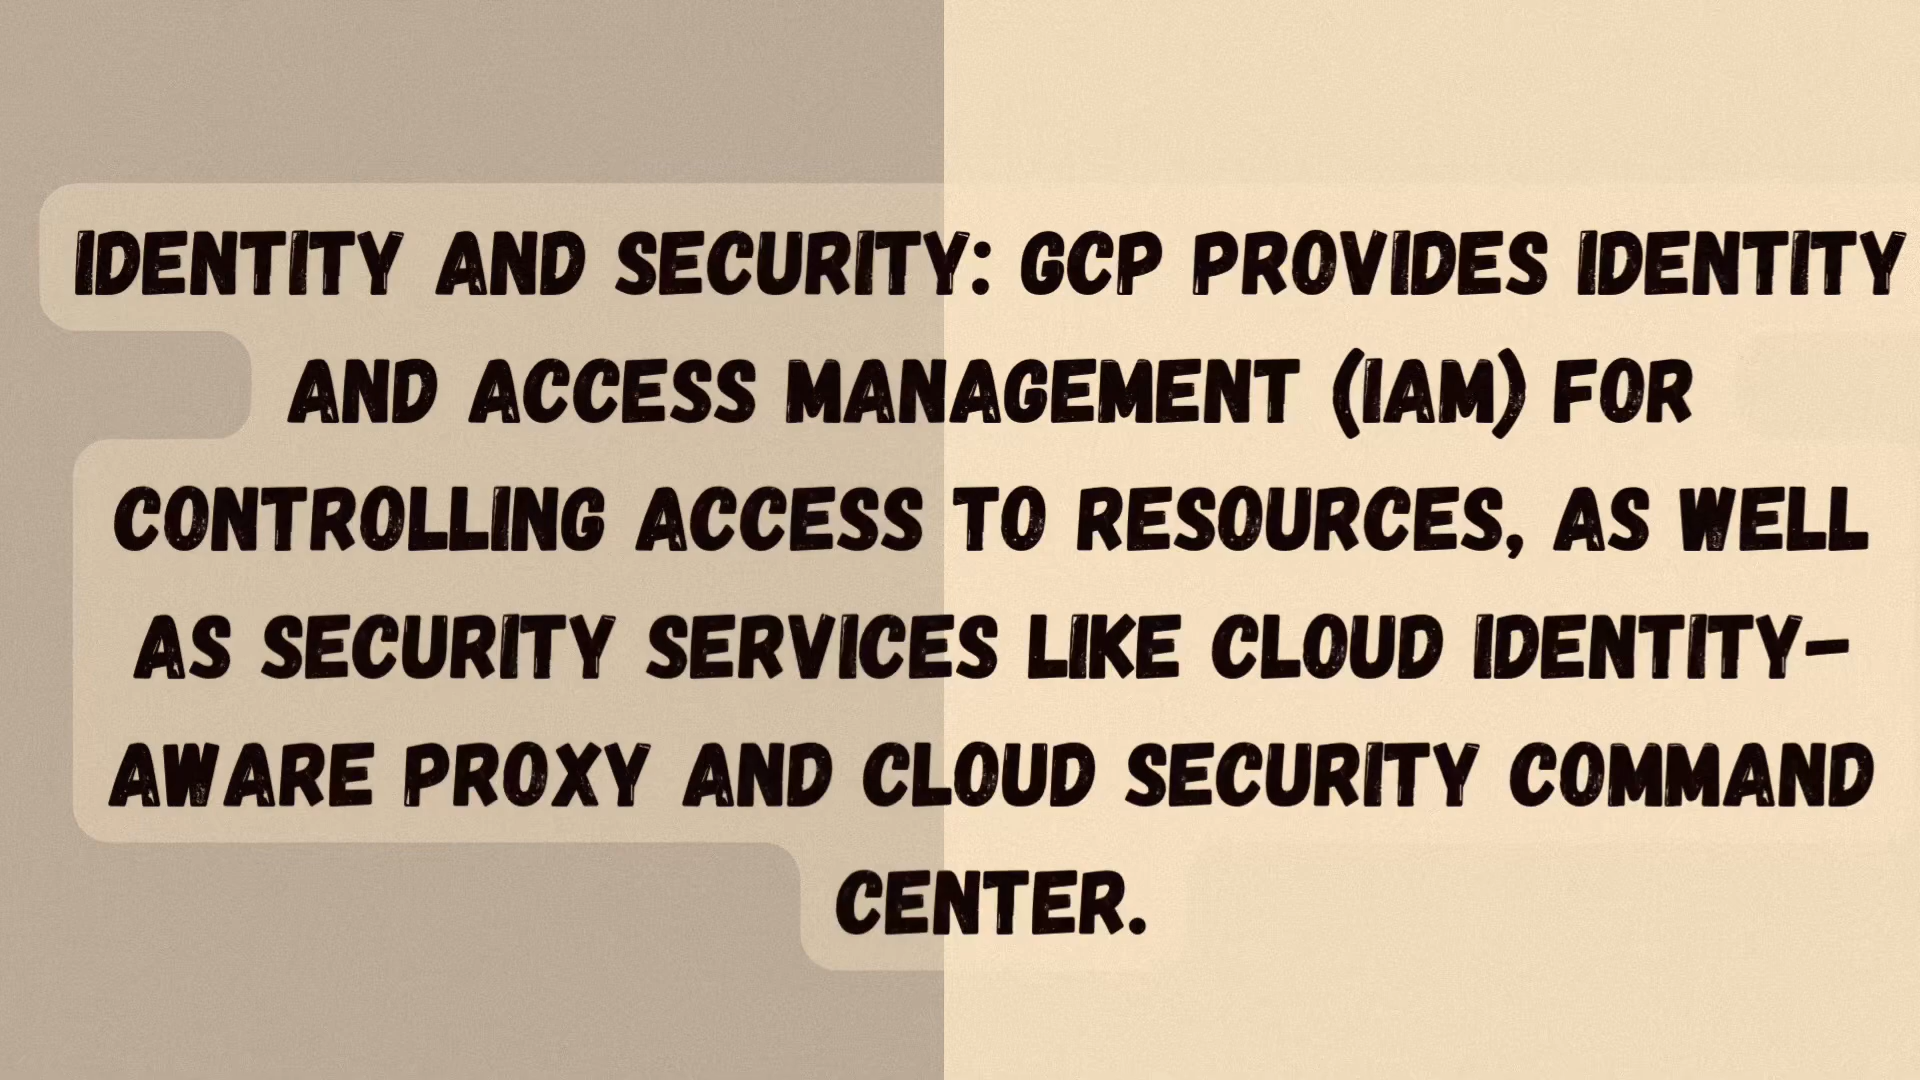 IDENTITY AND SECURITY: GCP PROVIDES IDENTITY
AND ACCESS MANAGEMENT (IAM) FOR
CONTROLLING ACCESS TO RESOURCES, AS WELL
AS SECURITY SERVICES LIKE CLOUD IDENTITY-
AWARE PROXY AND CLOUD SECURITY COMMAND
CENTER.